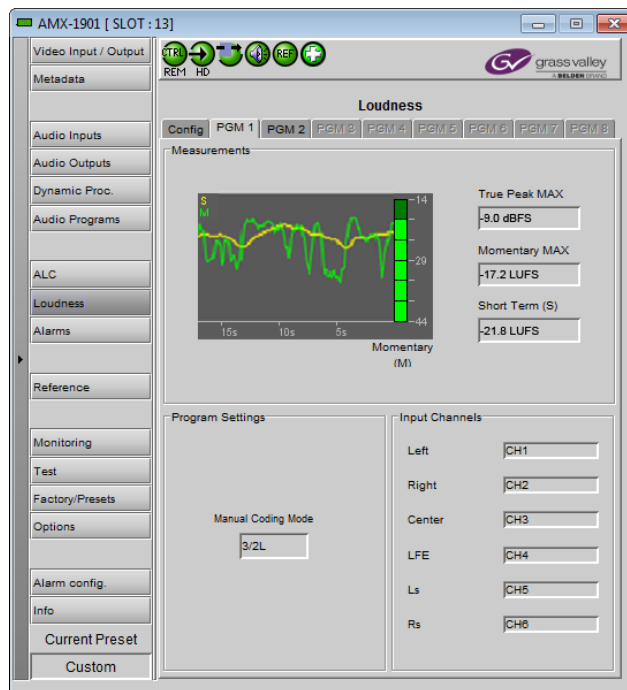 AMX-1901 [ SLOT : 13]
Video Input / Output
Metadata
Audio Inputs
Audio Outputs
Dynamic Proc.
Audio Programs
ALC
Loudness
Alarms
Reference
Monitoring
Test
Factory/Presets
Options
Alarm config.
Info
Current Preset
Custom
CTRL
REF
REM HD
GV grass valley
A BELDEN BRAND
Loudness
Config PGM 1 PGM 2 PGM 3 PGM 4 PGM 5 PGM 6 PGM 7 PGM 8
Measurements
S
M
-14
-29
-44
15s 10s 5s
Momentary
(M)
True Peak MAX
-9.0 dBFS
Momentary MAX
-17.2 LUFS
Short Term (S)
-21.8 LUFS
Program Settings
Manual Coding Mode
3/2L
Input Channels
Left CH1
Right CH2
Center CH3
LFE CH4
Ls CH5
Rs CH6